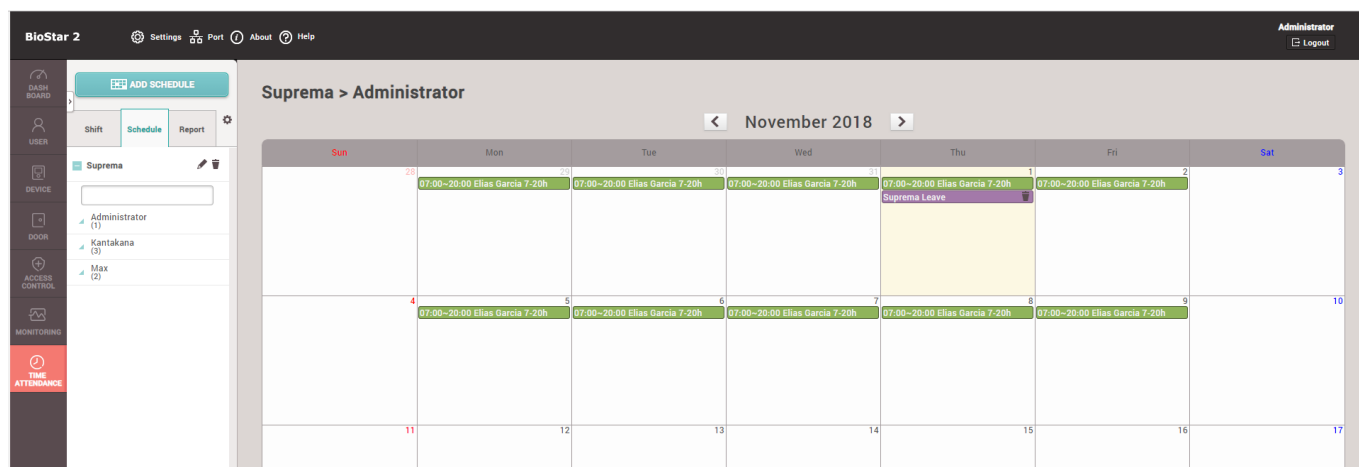 BioStar 2
Settings
Port
About
Help
Administrator
Logout
DASH
BOARD
USER
DEVICE
DOOR
ACCESS
CONTROL
MONITORING
TIME
ATTENDANCE
ADD SCHEDULE
Shift
Schedule
Report
Suprema
Administrator
(1)
Kantakana
(3)
Max
(2)
Suprema > Administrator
November 2018
Sun Mon Tue Wed Thu Fri Sat
28 29 30 31 1 2 3
07:00~20:00 Elias Garcia 7-20h 07:00~20:00 Elias Garcia 7-20h 07:00~20:00 Elias Garcia 7-20h 07:00~20:00 Elias Garcia 7-20h 07:00~20:00 Elias Garcia 7-20h
Suprema Leave
4 5 6 7 8 9 10
07:00~20:00 Elias Garcia 7-20h 07:00~20:00 Elias Garcia 7-20h 07:00~20:00 Elias Garcia 7-20h 07:00~20:00 Elias Garcia 7-20h 07:00~20:00 Elias Garcia 7-20h
11 12 13 14 15 16 17